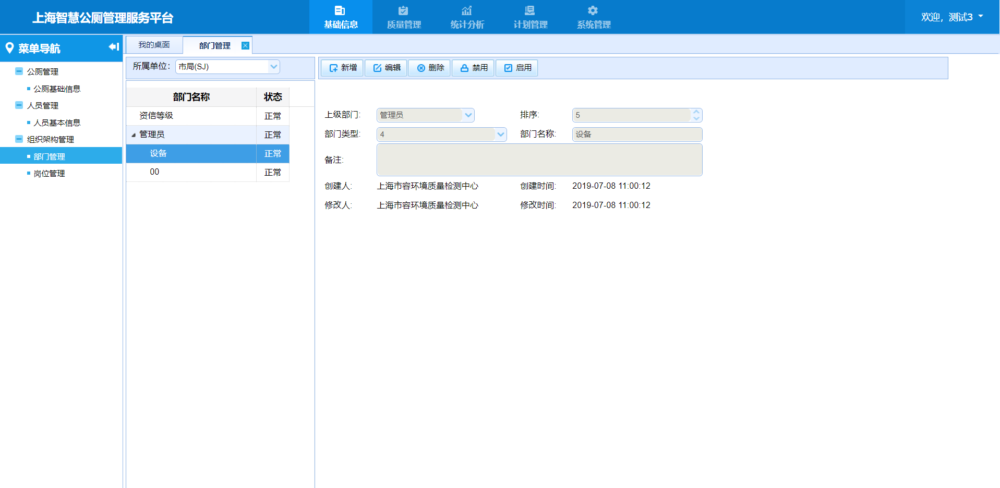 上海智慧公厕管理服务平台
基础信息
质量管理
统计分析
计划管理
系统管理
欢迎，测试3
菜单导航
公厕管理
公厕基础信息
人员管理
人员基本信息
组织架构管理
部门管理
岗位管理
我的桌面
部门管理
所属单位：
市局(SJ)
部门名称 状态
资信等级 正常
管理员 正常
设备 正常
00 正常
新增 编辑 删除 禁用 启用
上级部门: 管理员 排序: 5
部门类型: 4 部门名称: 设备
备注:
创建人: 上海市容环境质量检测中心 创建时间: 2019-07-08 11:00:12
修改人: 上海市容环境质量检测中心 修改时间: 2019-07-08 11:00:12